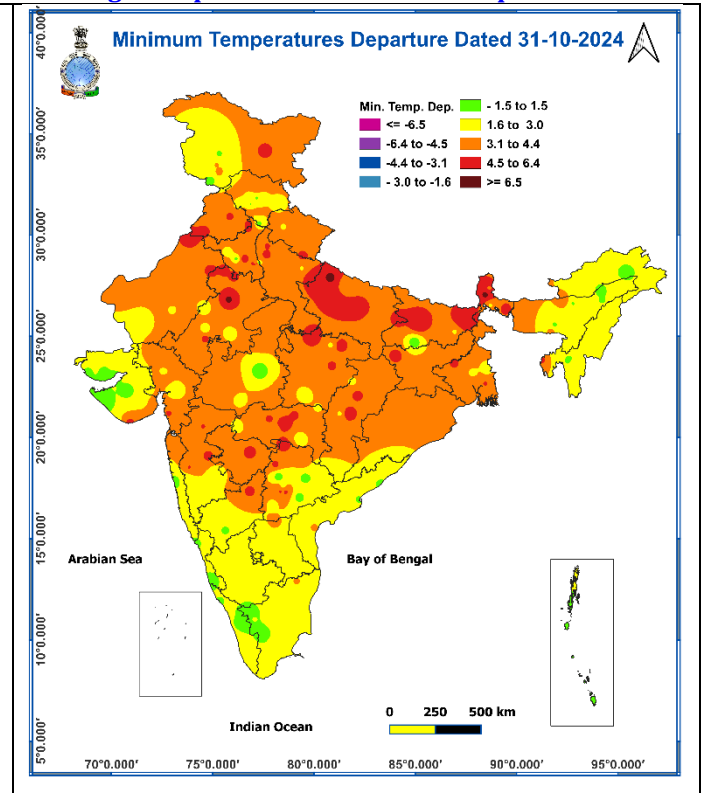 Minimum Temperatures Departure Dated 31-10-2024
Min. Temp. Dep.
<= -6.5
-6.4 to -4.5
-4.4 to -3.1
- 3.0 to -1.6
- 1.5 to 1.5
1.6 to 3.0
3.1 to 4.4
4.5 to 6.4
>= 6.5
40°0.000'
35°0.000'
30°0.000'
25°0.000'
20°0.000'
15°0.000'
10°0.000'
5°0.000'
Arabian Sea
Bay of Bengal
Indian Ocean
0 250 500 km
70°0.000' 75°0.000' 80°0.000' 85°0.000' 90°0.000' 95°0.000'